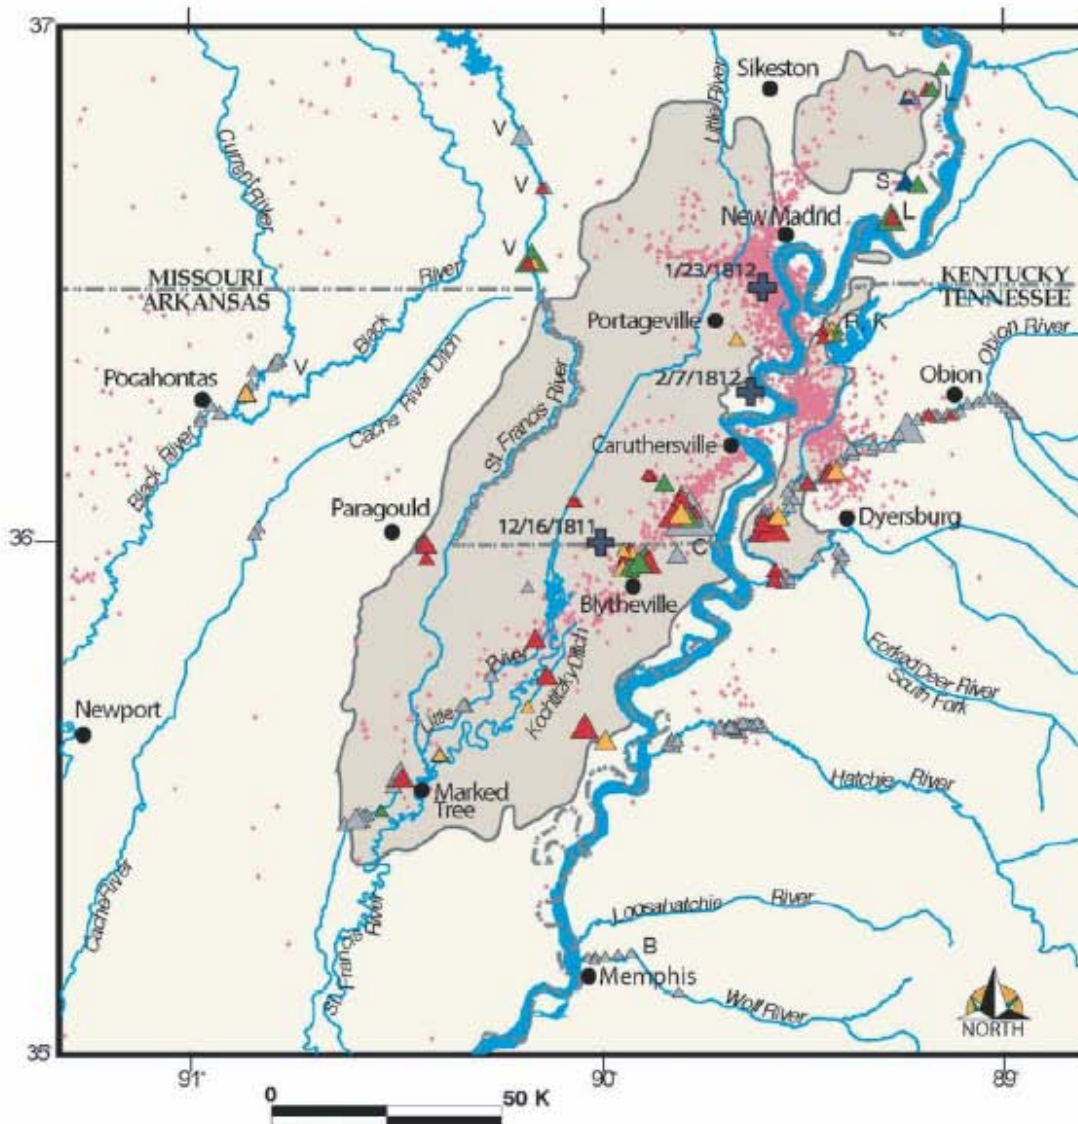 37°
Sikeston
Little River
L
Current River
V
V
S
L
New Madrid
V
1/23/1812
MISSOURI
ARKANSAS
KENTUCKY
TENNESSEE
Black River
Portageville
R, K
Obion River
Pocahontas
V
Cache River Ditch
2/7/1812
Obion
St. Francis River
Caruthersville
Black River
Paragould
12/16/1811
Dyersburg
36
C
Blytheville
River
Little
Kochtitzky Ditch
Forked Deer River
South Fork
Newport
Hatchie River
Marked
Tree
Cache River
St. Francis River
Loosahatchie River
B
Memphis
Wolf River
NORTH
35°
91°
90°
89°
0
50 K